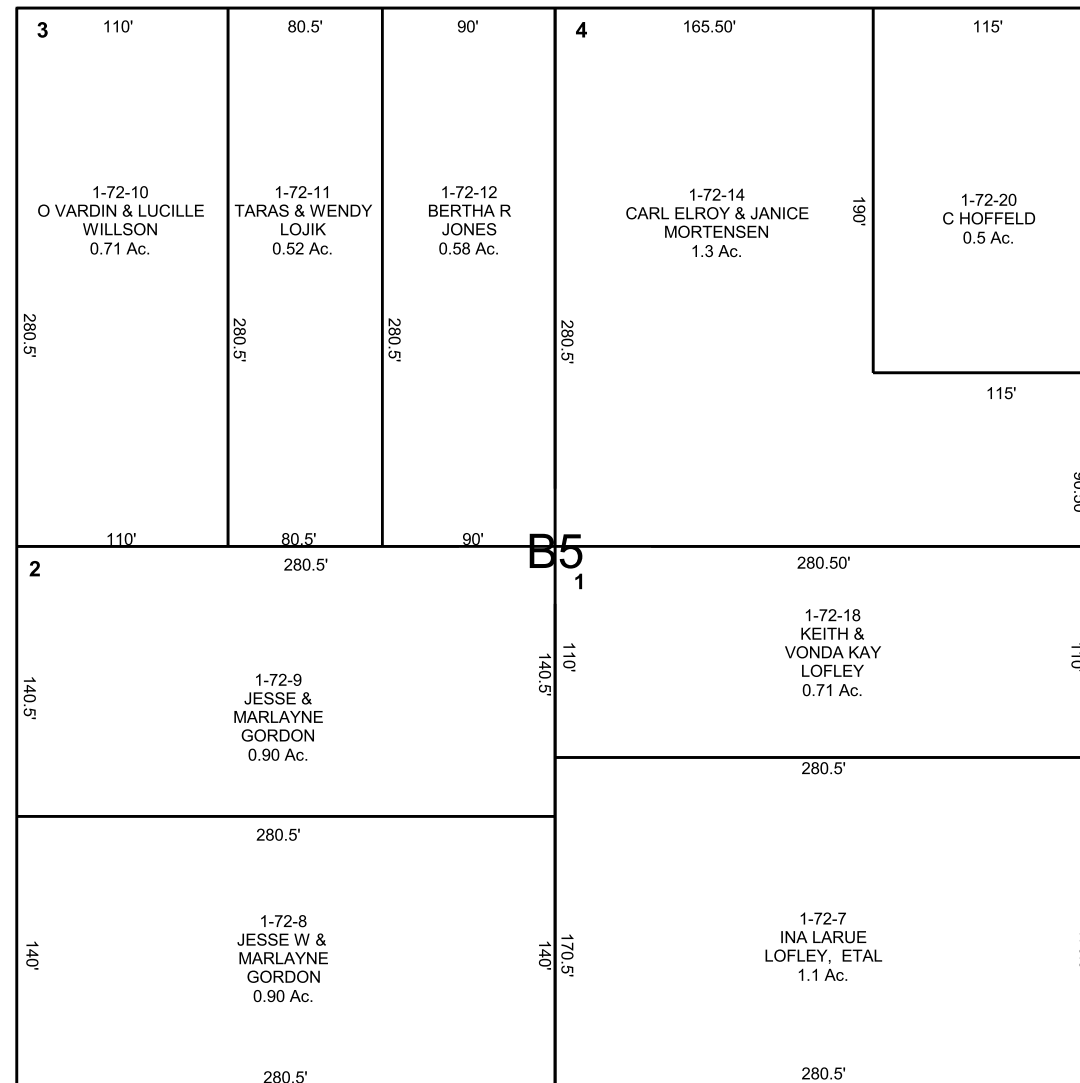 3
110'
80.5'
90'
4
165.50'
115'
1-72-10
O VARDIN & LUCILLE
WILLSON
0.71 Ac.
1-72-11
TARAS & WENDY
LOJIK
0.52 Ac.
1-72-12
BERTHA R
JONES
0.58 Ac.
1-72-14
CARL ELROY & JANICE
MORTENSEN
1.3 Ac.
190'
1-72-20
C HOFFELD
0.5 Ac.
280.5'
280.5'
280.5'
280.5'
115'
90.50'
110'
80.5'
90'
B5
2
280.5'
1
280.50'
140.5'
1-72-9
JESSE &
MARLAYNE
GORDON
0.90 Ac.
140.5'
110'
1-72-18
KEITH &
VONDA KAY
LOFLEY
0.71 Ac.
110'
280.5'
280.5'
140'
1-72-8
JESSE W &
MARLAYNE
GORDON
0.90 Ac.
140'
170.5'
1-72-7
INA LARUE
LOFLEY, ETAL
1.1 Ac.
280.5'
280.5'